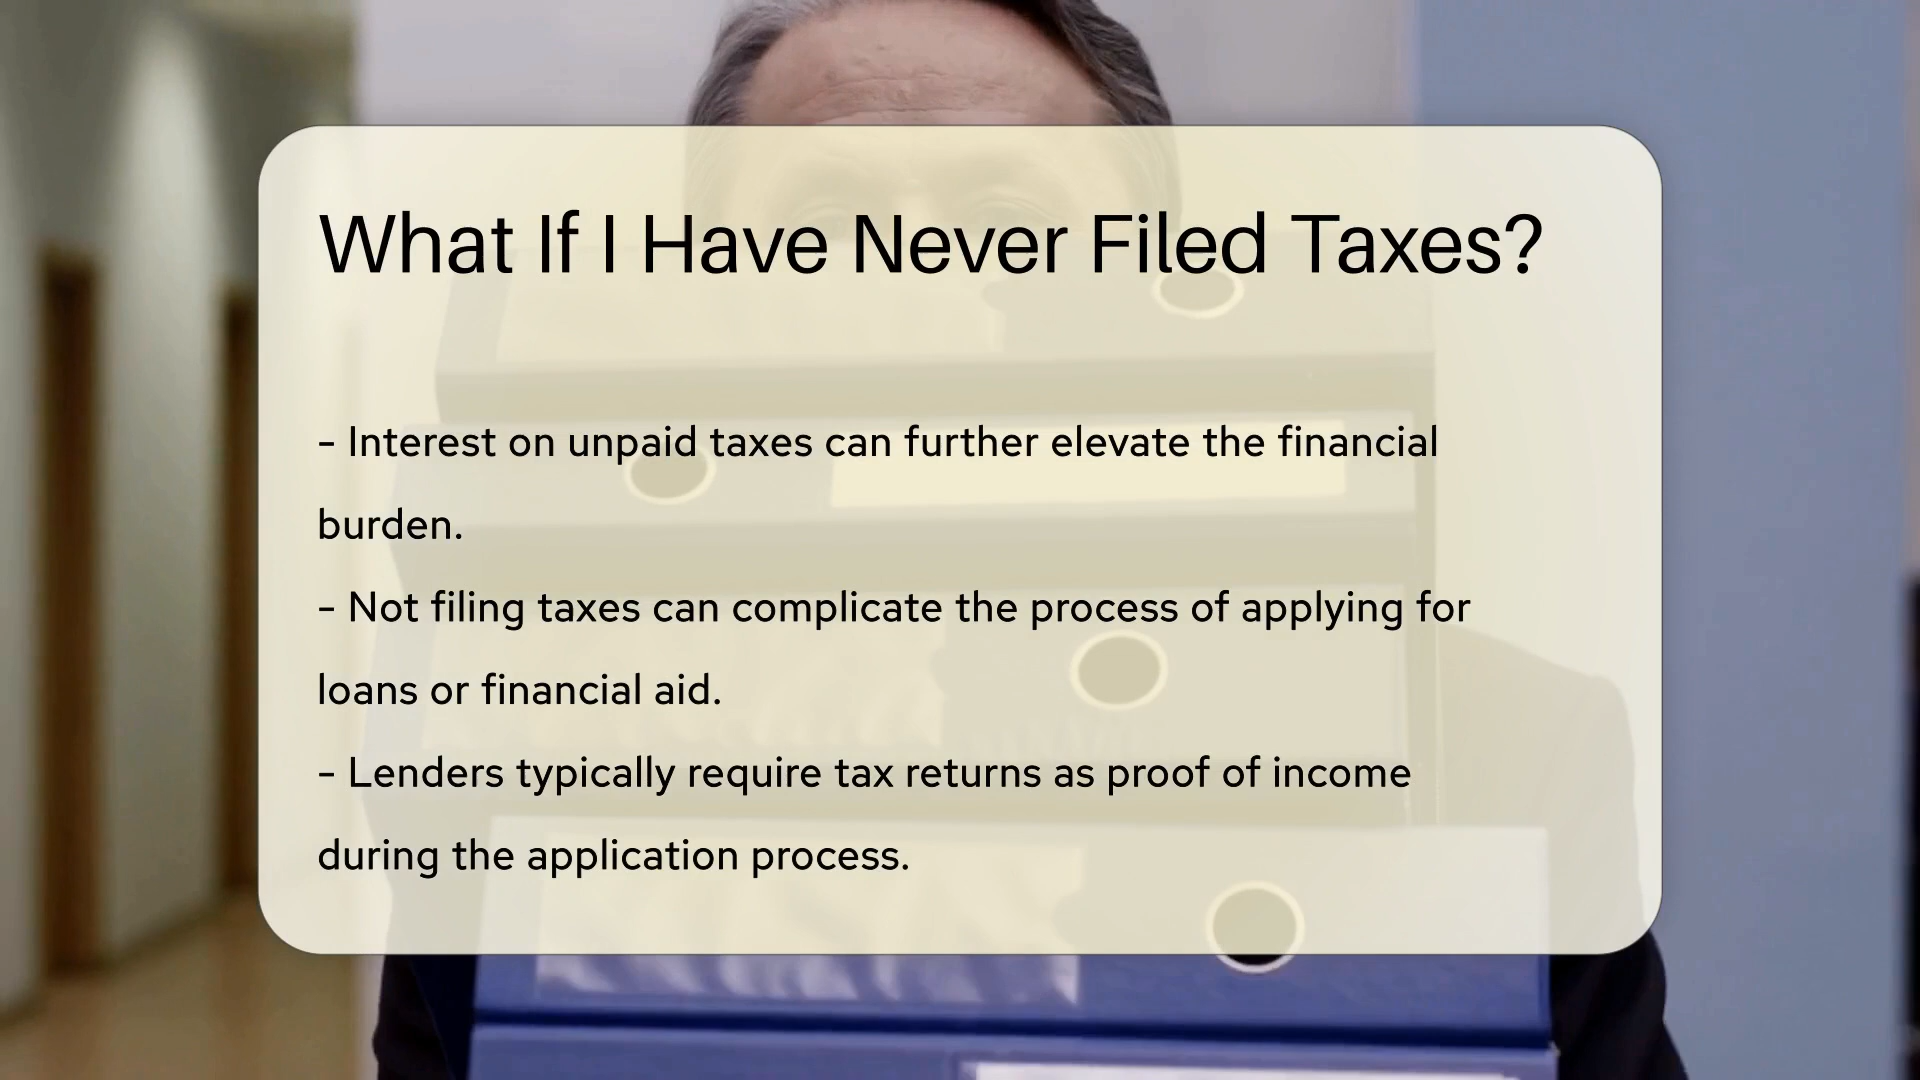 What If I Have Never Filed Taxes?
- Interest on unpaid taxes can further elevate the financial
burden.
- Not filing taxes can complicate the process of applying for
loans or financial aid.
- Lenders typically require tax returns as proof of income
during the application process.